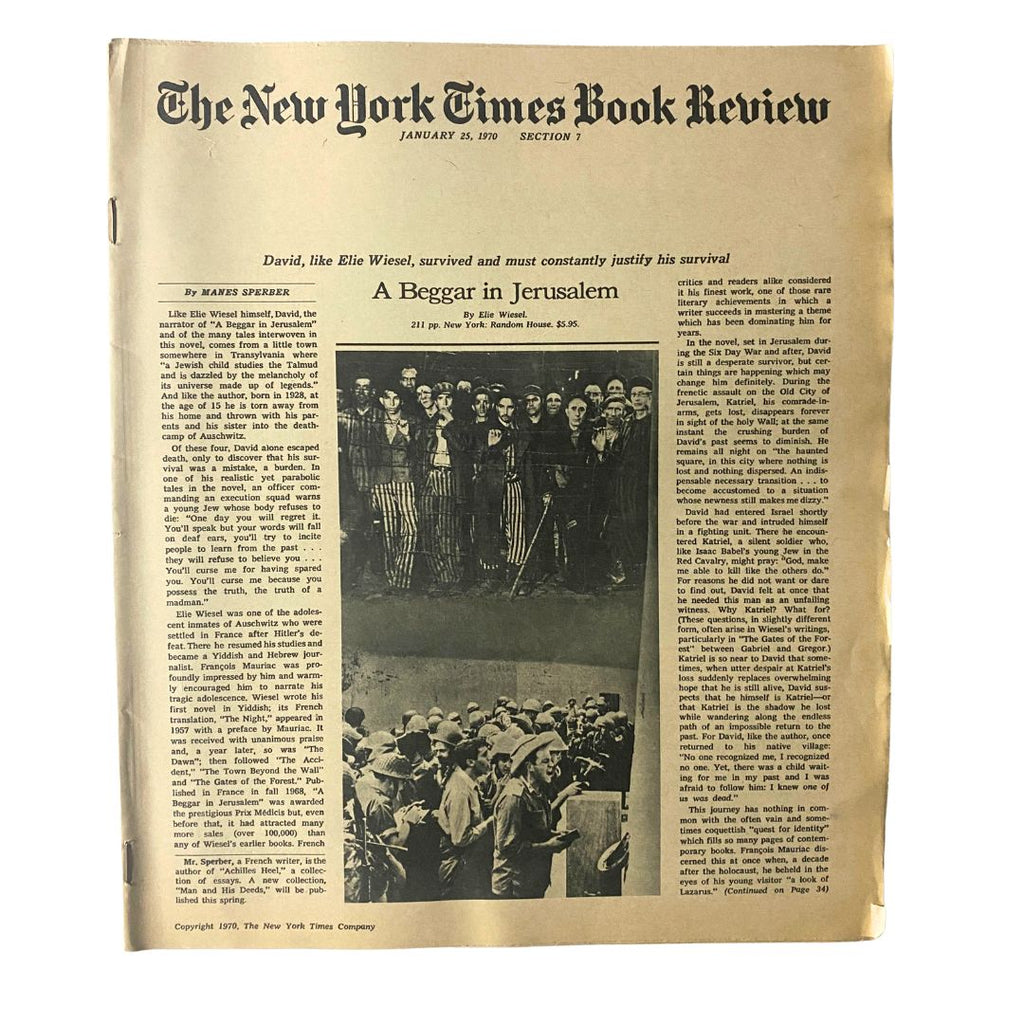 The New York Times Book Review
JANUARY 25, 1970 SECTION 7
David, like Elie Wiesel, survived and must constantly justify his survival
By MANES SPERBER
Like Elie Wiesel himself, David, the
narrator of "A Beggar in Jerusalem"
and of the many tales interwoven in
this novel, comes from a little town
somewhere in Transylvania where
"a Jewish child studies the Talmud
and is dazzled by the melancholy of
its universe made up of legends."
And like the author, born in 1928, at
the age of 15 he is torn away from
his home and thrown with his par-
ents and his sister into the death-
camp of Auschwitz.
Of these four, David alone escaped
death, only to discover that his sur-
vival was a mistake, a burden. In
one of his realistic yet parabolic
tales in the novel, an officer com-
manding an execution squad warns
a young Jew whose body refuses to
die: "One day you will regret it.
You'll speak but your words will fall
on deaf ears, you'll try to incite
people to learn from the past . . .
they will refuse to believe you . . .
You'll curse me for having spared
you. You'll curse me because you
possess the truth, the truth of a
madman."
Elie Wiesel was one of the adoles-
cent inmates of Auschwitz who were
settled in France after Hitler's de-
feat. There he resumed his studies and
became a Yiddish and Hebrew jour-
nalist. François Mauriac was pro-
foundly impressed by him and warm-
ly encouraged him to narrate his
tragic adolescence. Wiesel wrote his
first novel in Yiddish; its French
translation, "The Night," appeared in
1957 with a preface by Mauriac. It
was received with unanimous praise
and, a year later, so was "The
Dawn"; then followed "The Acci-
dent," "The Town Beyond the Wall"
and "The Gates of the Forest." Pub-
lished in France in fall 1968, "A
Beggar in Jerusalem" was awarded
the prestigious Prix Médicis but, even
before that, it had attracted many
more sales (over 100,000) than
any of Wiesel's earlier books. French
Mr. Sperber, a French writer, is the
author of "Achilles Heel," a collec-
tion of essays. A new collection,
"Man and His Deeds," will be pub-
lished this spring.
A Beggar in Jerusalem
By Elie Wiesel.
211 pp. New York: Random House. $5.95.
critics and readers alike considered
it his finest work, one of those rare
literary achievements in which a
writer succeeds in mastering a theme
which has been dominating him for
years.
In the novel, set in Jerusalem dur-
ing the Six Day War and after, David
is still a desperate survivor, but cer-
tain things are happening which may
change him definitely. During the
frenetic assault on the Old City of
Jerusalem, Katriel, his comrade-in-
arms, gets lost, disappears forever
in sight of the holy Wall; at the same
instant the crushing burden of
David's past seems to diminish. He
remains all night on "the haunted
square, in this city where nothing is
lost and nothing dispersed. An indis-
pensable necessary transition . . . to
become accustomed to a situation
whose newness still makes me dizzy."
David had entered Israel shortly
before the war and intruded himself
in a fighting unit. There he encoun-
tered Katriel, a silent soldier who,
like Isaac Babel's young Jew in the
Red Cavalry, might pray: "God, make
me able to kill like the others do."
For reasons he did not want or dare
to find out, David felt at once that
he needed this man as an unfailing
witness. Why Katriel? What for?
(These questions, in slightly different
form, often arise in Wiesel's writings,
particularly in "The Gates of the For-
est" between Gabriel and Gregor.)
Katriel is so near to David that some-
times, when utter despair at Katriel's
loss suddenly replaces overwhelming
hope that he is still alive, David sus-
pects that he himself is Katriel—or
that Katriel is the shadow he lost
while wandering along the endless
path of an impossible return to the
past. For David, like the author, once
returned to his native village:
"No one recognized me, I recognized
no one. Yet, there was a child wait-
ing for me in my past and I was
afraid to follow him: I knew one of
us was dead."
This journey has nothing in com-
mon with the often vain and some-
times coquettish "quest for identity"
which fills so many pages of contem-
porary books. François Mauriac dis-
cerned this at once when, a decade
after the holocaust, he beheld in the
eyes of his young visitor "a look of
Lazarus." (Continued on Page 34)
Copyright 1970, The New York Times Company